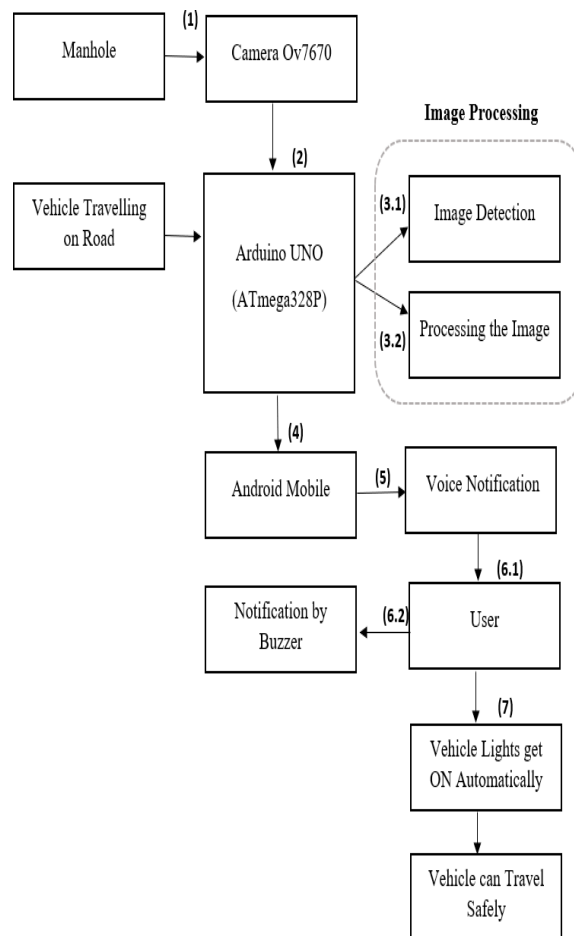 (1)
Manhole
Camera Ov7670
Image Processing
(2)
Vehicle Travelling
on Road
Arduino UNO
(ATmega328P)
(3.1)
Image Detection
(3.2)
Processing the Image
(4)
Android Mobile
(5)
Voice Notification
(6.1)
Notification by
Buzzer
(6.2)
User
(7)
Vehicle Lights get
ON Automatically
Vehicle can Travel
Safely